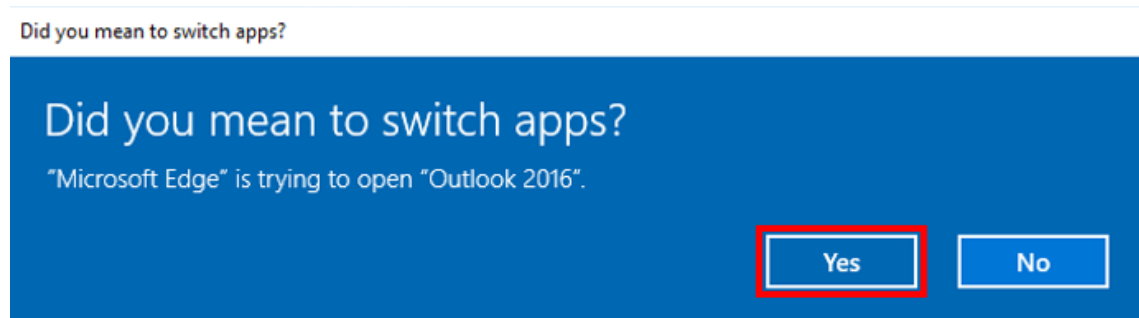 Did you mean to switch apps?
Did you mean to switch apps?
"Microsoft Edge" is trying to open "Outlook 2016".
Yes No